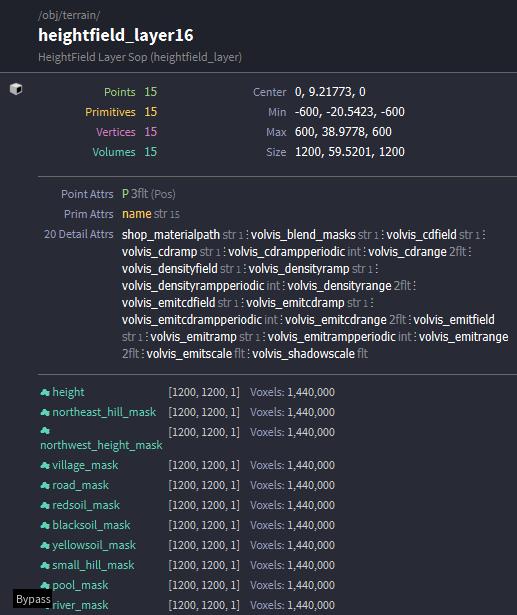 /obj/terrain/
heightfield_layer16
HeightField Layer Sop (heightfield_layer)
Points 15 Center 0, 9.21773, 0
Primitives 15 Min -600, -20.5423, -600
Vertices 15 Max 600, 38.9778, 600
Volumes 15 Size 1200, 59.5201, 1200
Point Attrs P 3flt (Pos)
Prim Attrs name str 15
20 Detail Attrs shop_materialpath str 1 ⋮ volvis_blend_masks str 1 ⋮ volvis_cdfield str 1 ⋮
volvis_cdramp str 1 ⋮ volvis_cdrampperiodic int ⋮ volvis_cdrange 2flt ⋮
volvis_densityfield str 1 ⋮ volvis_densityramp str 1 ⋮
volvis_densityrampperiodic int ⋮ volvis_densityrange 2flt ⋮
volvis_emitcdfield str 1 ⋮ volvis_emitcdramp str 1 ⋮
volvis_emitcdrampperiodic int ⋮ volvis_emitcdrange 2flt ⋮ volvis_emitfield
str 1 ⋮ volvis_emitramp str 1 ⋮ volvis_emitrampperiodic int ⋮ volvis_emitrange
2flt ⋮ volvis_emitscale flt ⋮ volvis_shadowscale flt
height [1200, 1200, 1] Voxels: 1,440,000
northeast_hill_mask [1200, 1200, 1] Voxels: 1,440,000
northwest_height_mask [1200, 1200, 1] Voxels: 1,440,000
village_mask [1200, 1200, 1] Voxels: 1,440,000
road_mask [1200, 1200, 1] Voxels: 1,440,000
redsoil_mask [1200, 1200, 1] Voxels: 1,440,000
blacksoil_mask [1200, 1200, 1] Voxels: 1,440,000
yellowsoil_mask [1200, 1200, 1] Voxels: 1,440,000
small_hill_mask [1200, 1200, 1] Voxels: 1,440,000
pool_mask [1200, 1200, 1] Voxels: 1,440,000
Bypass
river_mask [1200, 1200, 1] Voxels: 1,440,000